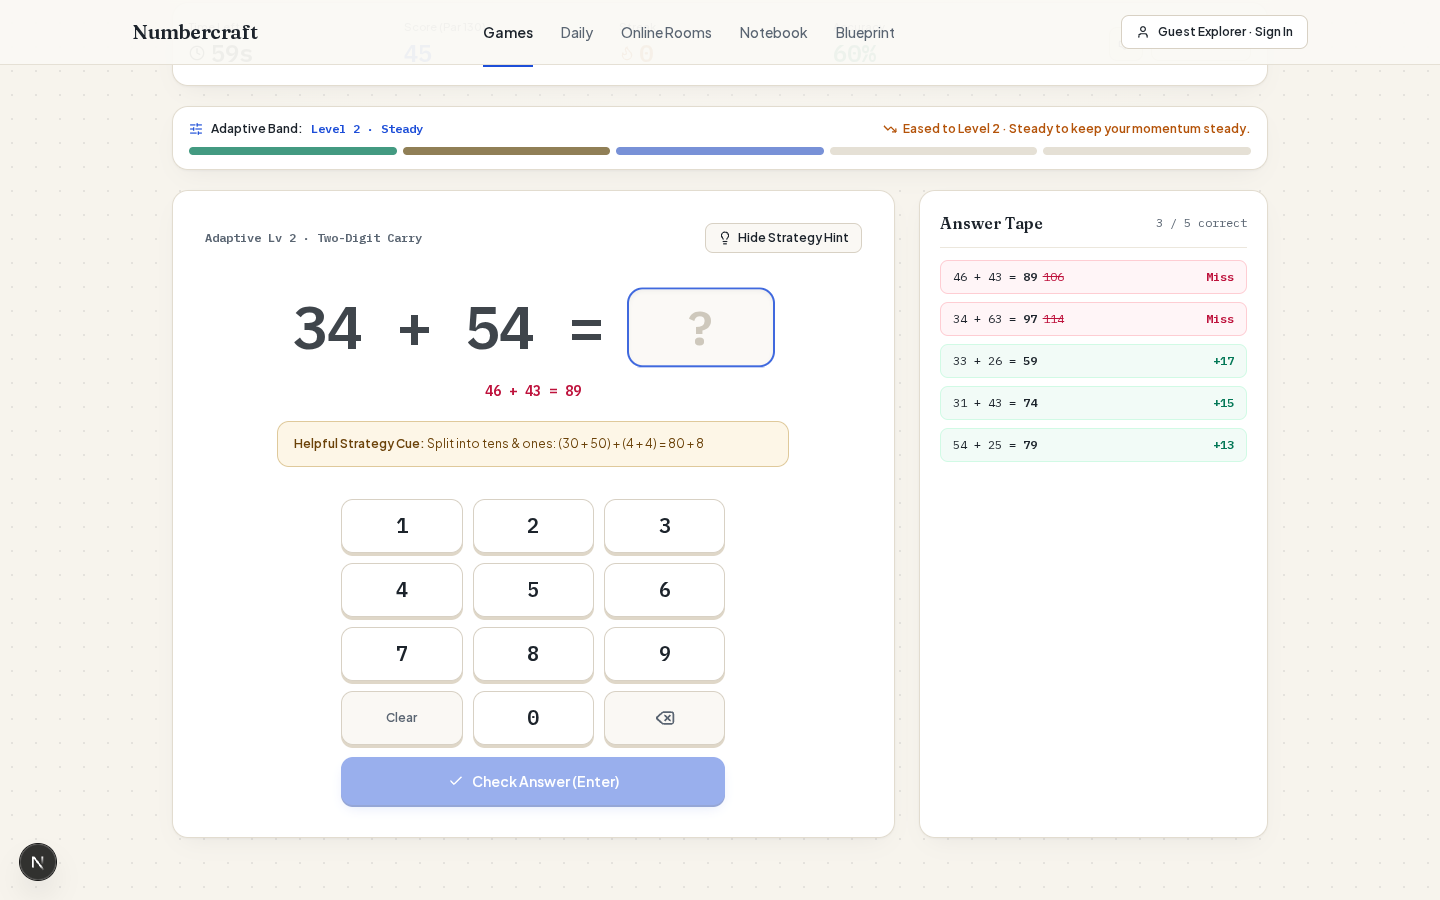 Numbercraft
Games
Daily
Online Rooms
Notebook
Blueprint
Guest Explorer · Sign In
59s
45
0
60%
Adaptive Band: Level 2 · Steady
Eased to Level 2 · Steady to keep your momentum steady.
Adaptive Lv 2 · Two-Digit Carry
Hide Strategy Hint
34 + 54 = ?
46 + 43 = 89
Helpful Strategy Cue: Split into tens & ones: (30 + 50) + (4 + 4) = 80 + 8
1 2 3
4 5 6
7 8 9
Clear 0
Check Answer (Enter)
Answer Tape
3 / 5 correct
46 + 43 = 89 106 Miss
34 + 63 = 97 114 Miss
33 + 26 = 59 +17
31 + 43 = 74 +15
54 + 25 = 79 +13
N